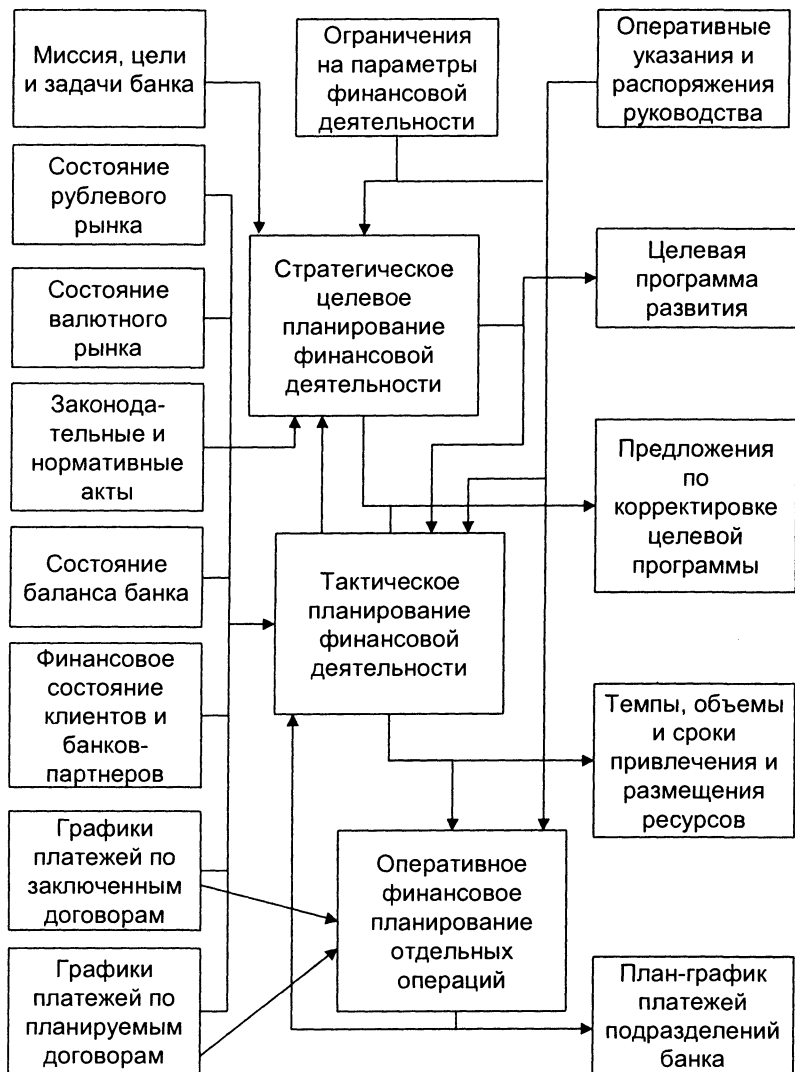 Миссия, цели
и задачи банка
Ограничения
на параметры
финансовой
деятельности
Оперативные
указания и
распоряжения
руководства
Состояние
рублевого
рынка
Состояние
валютного
рынка
Законода-
тельные и
нормативные
акты
Состояние
баланса банка
Финансовое
состояние
клиентов и
банков-
партнеров
Графики
платежей по
заключенным
договорам
Графики
платежей по
планируемым
договорам
Стратегическое
целевое
планирование
финансовой
деятельности
Тактическое
планирование
финансовой
деятельности
Оперативное
финансовое
планирование
отдельных
операций
Целевая
программа
развития
Предложения
по
корректировке
целевой
программы
Темпы, объемы
и сроки
привлечения и
размещения
ресурсов
План-график
платежей
подразделений
банка